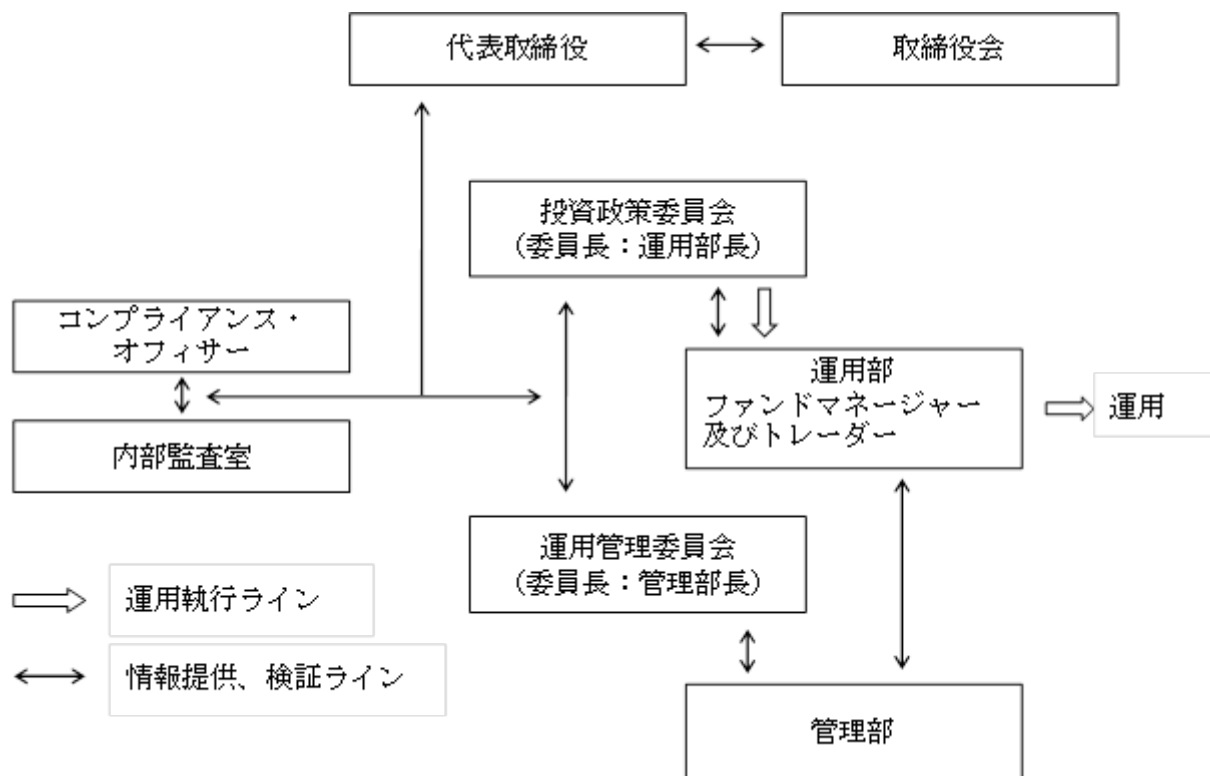 代表取締役
取締役会
投資政策委員会
(委員長:運用部長)
コンプライアンス・
オフィサー
運用部
ファンドマネージャー
及びトレーダー
運用
内部監査室
運用管理委員会
(委員長:管理部長)
運用執行ライン
情報提供、検証ライン
管理部